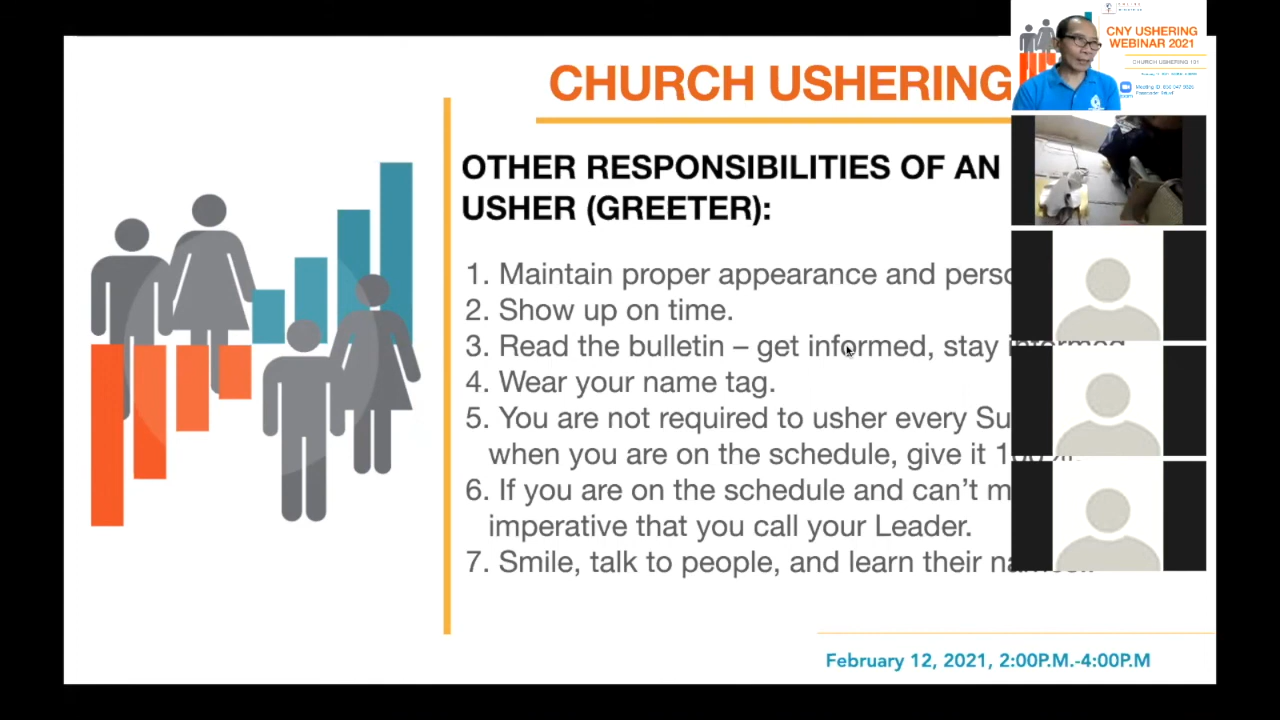 CHURCH USHERING
OTHER RESPONSIBILITIES OF AN
USHER (GREETER):
1. Maintain proper appearance and
2. Show up on time.
3. Read the bulletin – get informed, stay informed
4. Wear your name tag.
5. You are not required to usher every
when you are on the schedule, give it
6. If you are on the schedule and can’t
imperative that you call your Leader.
7. Smile, talk to people, and learn their
February 12, 2021, 2:00P.M.-4:00P.M
CNY USHERING
WEBINAR 2021
CHURCH USHERING 101